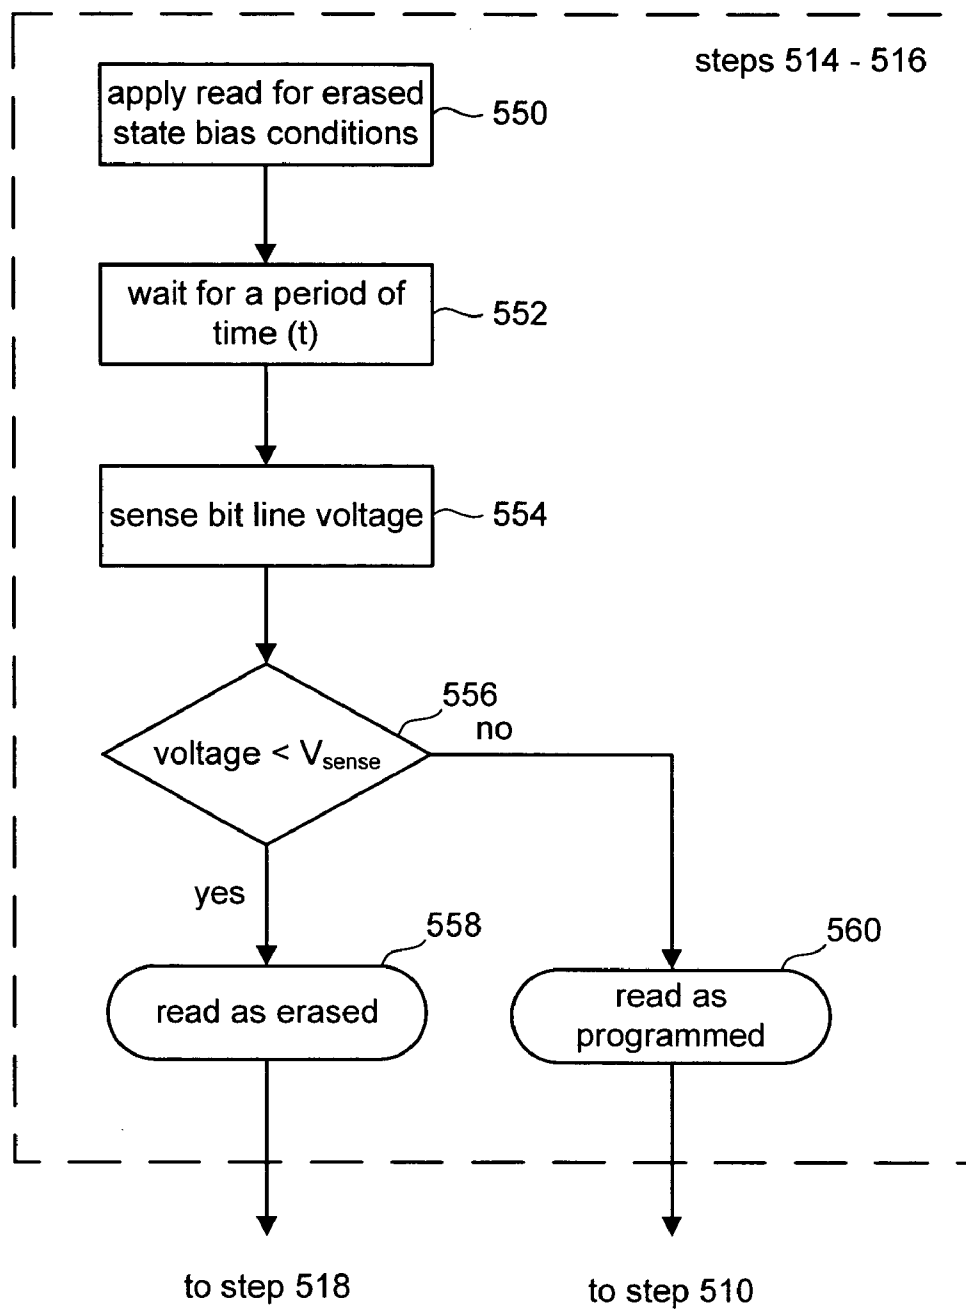 steps 514 - 516
apply read for erased
state bias conditions
550
wait for a period of
time (t)
552
sense bit line voltage
554
556
voltage < Vsense
no
yes
558
560
read as erased
read as
programmed
to step 518
to step 510